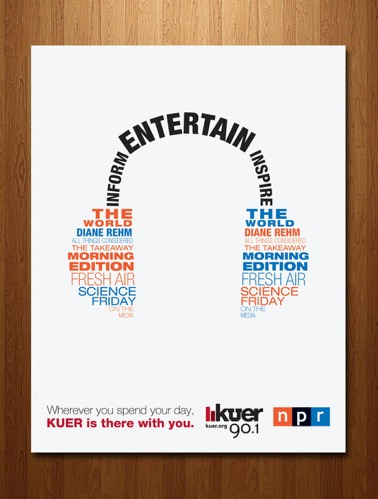 INFORM
ENTERTAIN
INSPIRE
THE
WORLD
DIANE REHM
ALL THINGS CONSIDERED
THE TAKEAWAY
MORNING
EDITION
FRESH AIR
SCIENCE
FRIDAY
ON THE
MEDIA
THE
WORLD
DIANE REHM
ALL THINGS CONSIDERED
THE TAKEAWAY
MORNING
EDITION
FRESH AIR
SCIENCE
FRIDAY
ON THE
MEDIA
Wherever you spend your day,
KUER is there with you.
kuer
kuer.org
90.1
npr